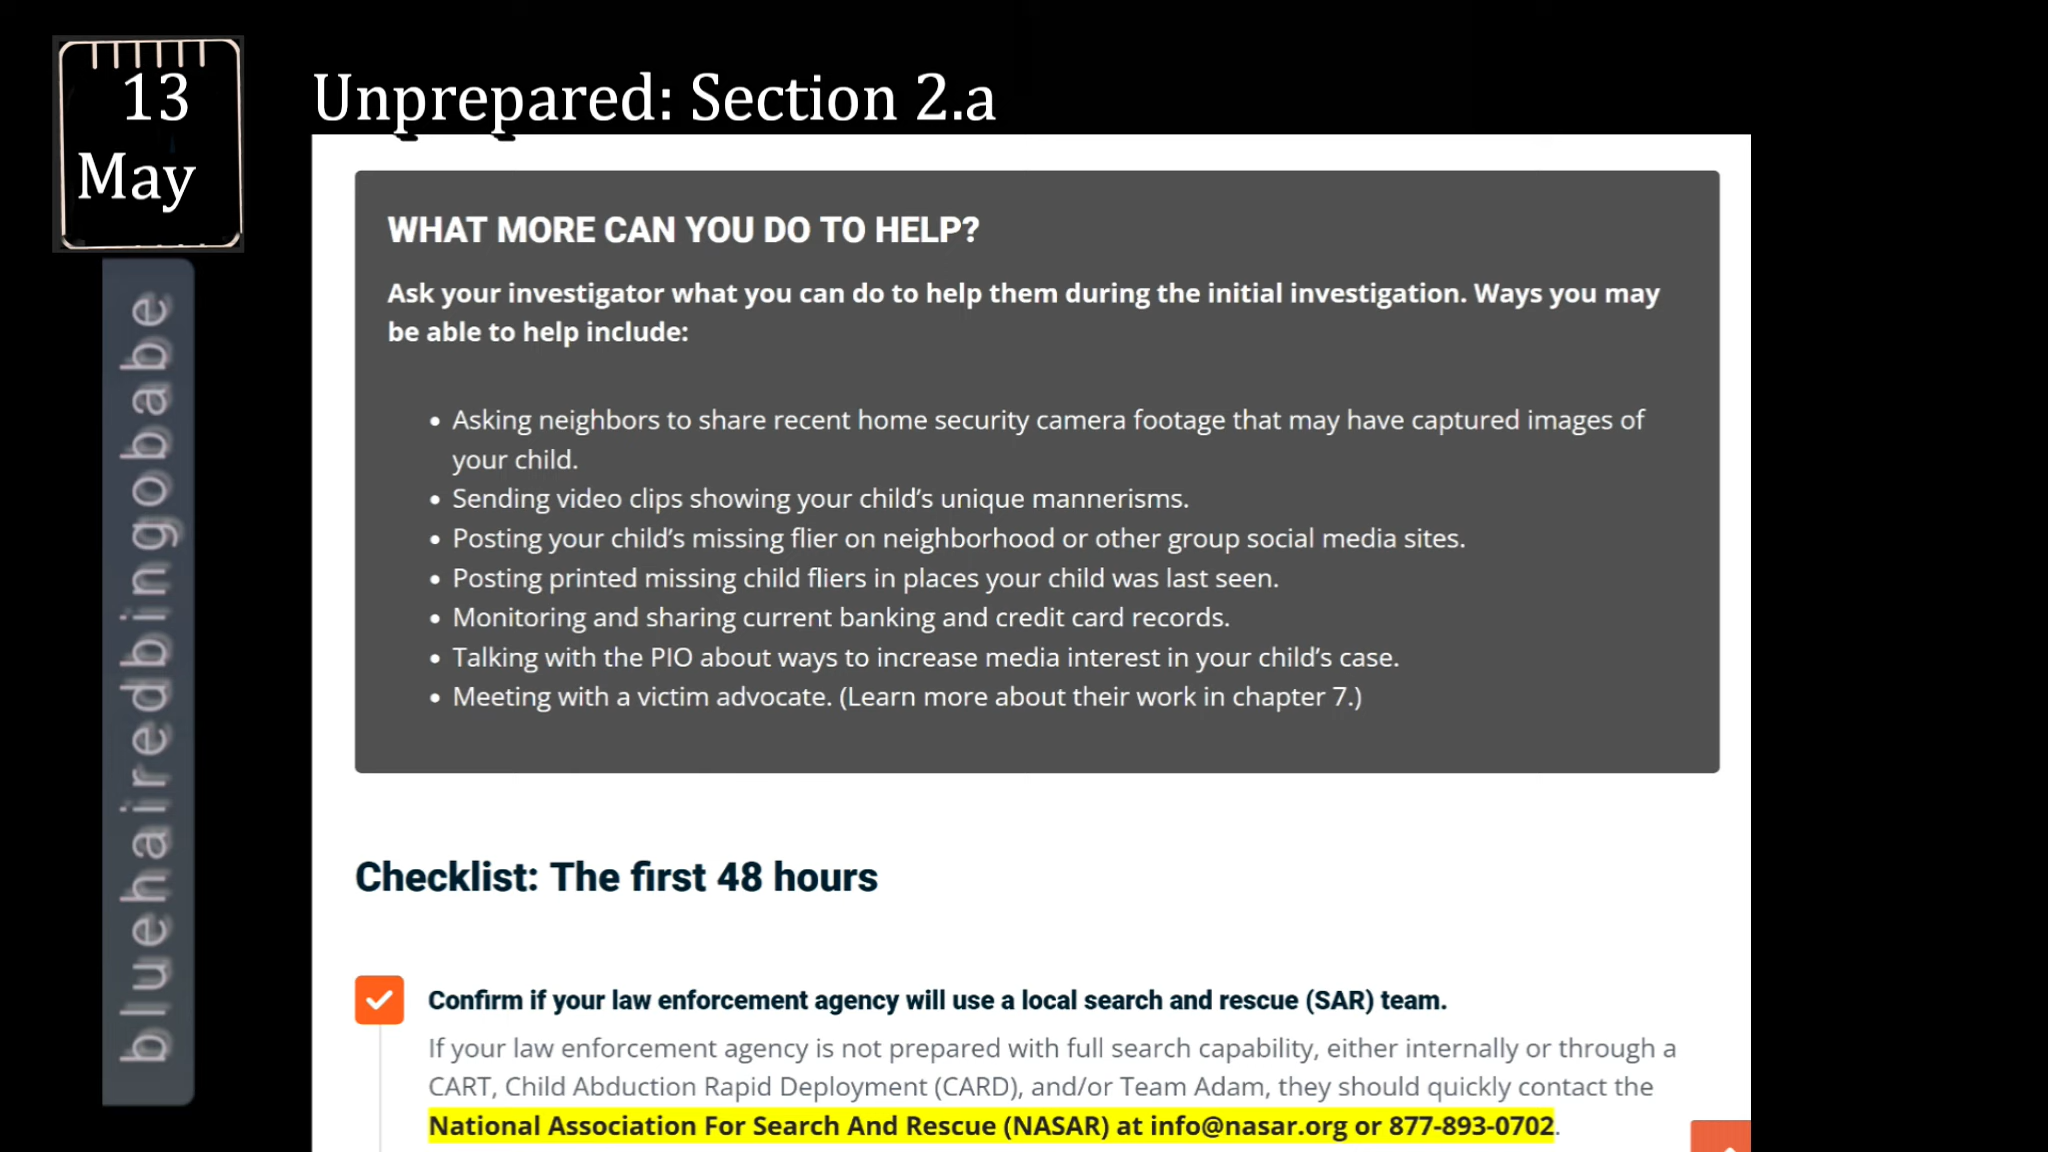 13
May
Unprepared: Section 2.a
bluehairedbingobabe
WHAT MORE CAN YOU DO TO HELP?
Ask your investigator what you can do to help them during the initial investigation. Ways you may
be able to help include:
• Asking neighbors to share recent home security camera footage that may have captured images of
your child.
• Sending video clips showing your child’s unique mannerisms.
• Posting your child’s missing flier on neighborhood or other group social media sites.
• Posting printed missing child fliers in places your child was last seen.
• Monitoring and sharing current banking and credit card records.
• Talking with the PIO about ways to increase media interest in your child’s case.
• Meeting with a victim advocate. (Learn more about their work in chapter 7.)
Checklist: The first 48 hours
Confirm if your law enforcement agency will use a local search and rescue (SAR) team.
If your law enforcement agency is not prepared with full search capability, either internally or through a
CART, Child Abduction Rapid Deployment (CARD), and/or Team Adam, they should quickly contact the
National Association For Search And Rescue (NASAR) at info@nasar.org or 877-893-0702.